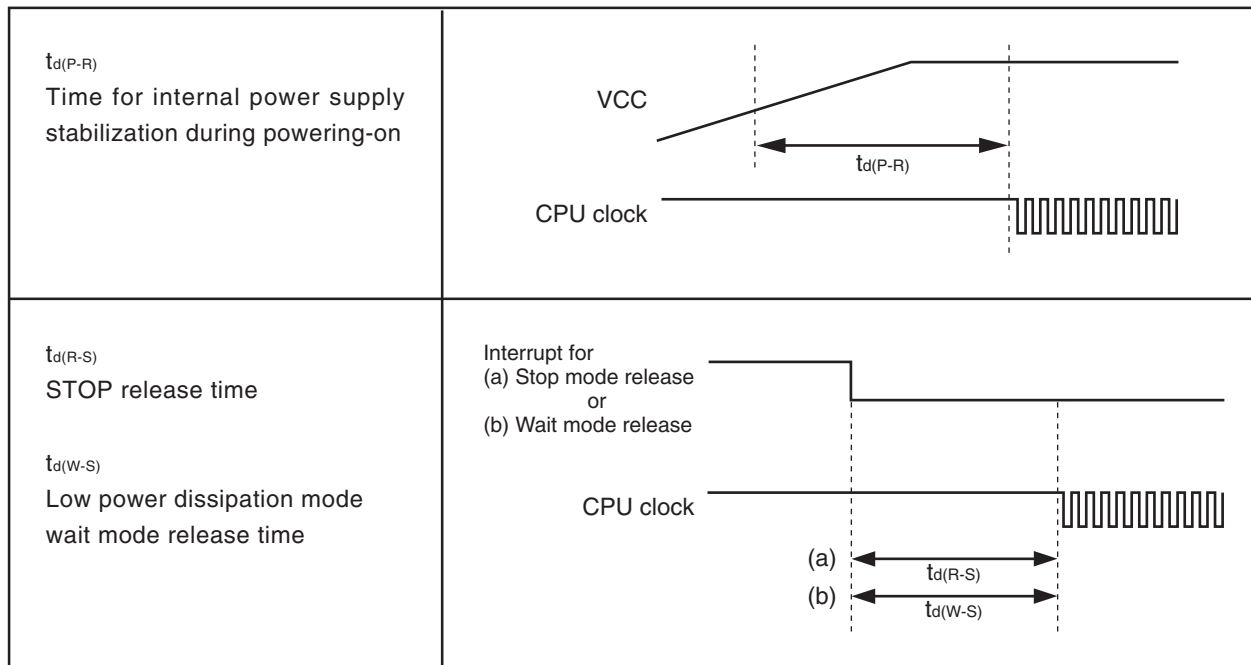 td(P-R)
Time for internal power supply
stabilization during powering-on
VCC
td(P-R)
CPU clock
td(R-S)
STOP release time
td(W-S)
Low power dissipation mode
wait mode release time
Interrupt for
(a) Stop mode release
or
(b) Wait mode release
CPU clock
(a)
td(R-S)
(b)
td(W-S)